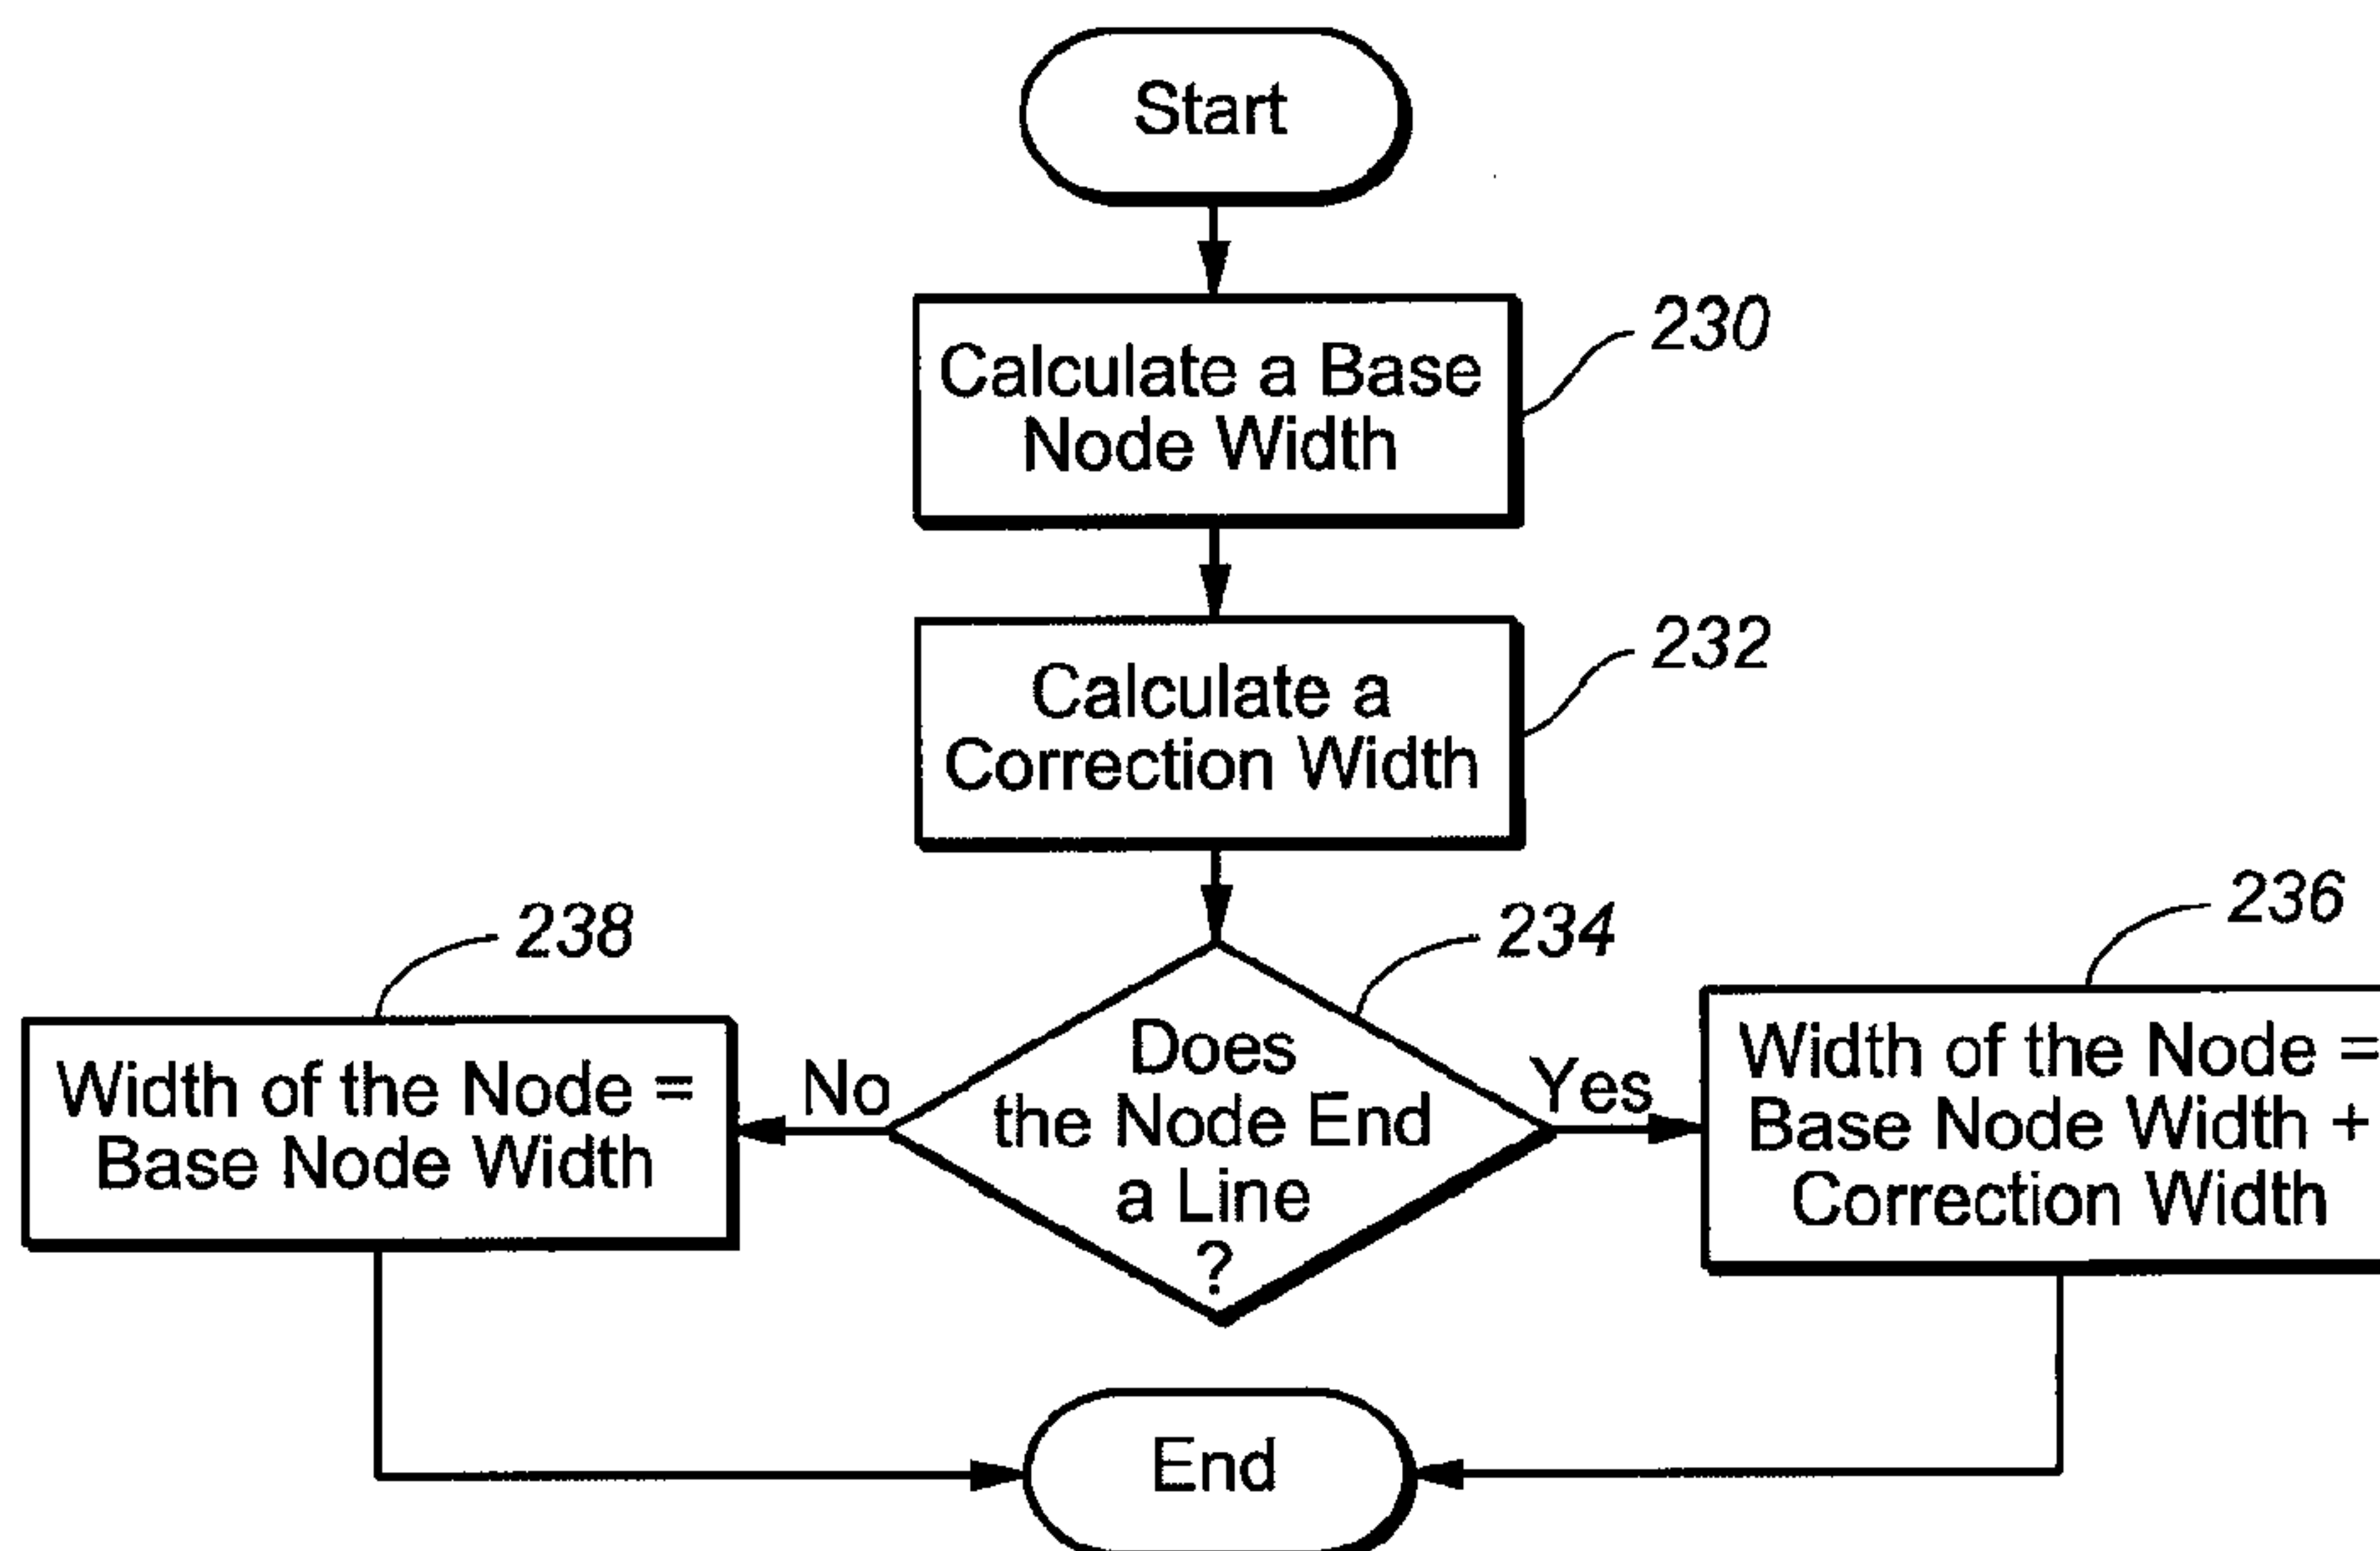 Start
Calculate a Base
Node Width
230
Calculate a
Correction Width
232
238
234
236
Width of the Node =
Base Node Width
No
Does
the Node End
a Line
?
Yes
Width of the Node =
Base Node Width +
Correction Width
End